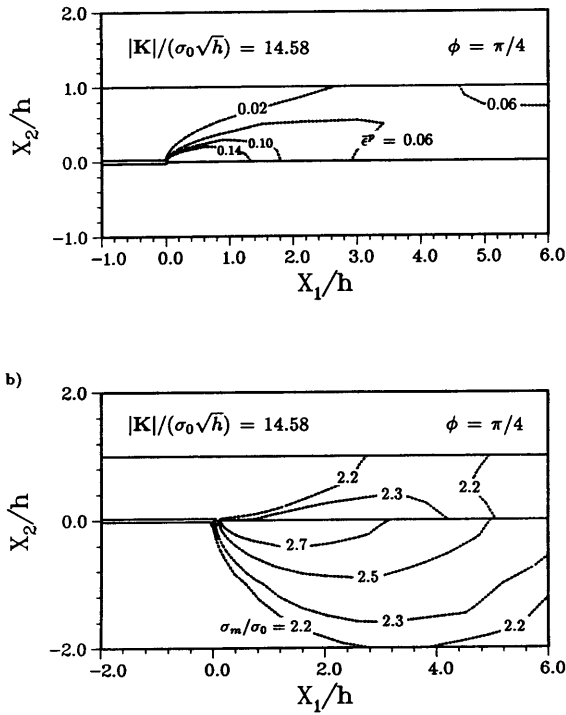 2.0
|K|/(σ₀√h) = 14.58 φ = π/4
1.0
0.02
0.06
0.10
ε̄ᵖ = 0.06
0.14
X₂/h
0.0
-1.0
-1.0 0.0 1.0 2.0 3.0 4.0 5.0 6.0
X₁/h
b)
2.0
|K|/(σ₀√h) = 14.58 φ = π/4
2.2
2.2
2.3
X₂/h
0.0
2.7
2.5
σₘ/σ₀ = 2.2
2.3
2.2
-2.0
-2.0 0.0 2.0 4.0 6.0
X₁/h